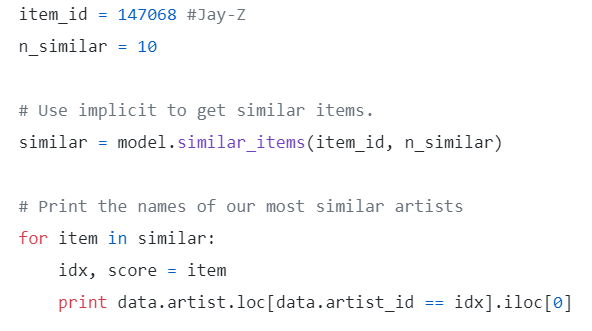 item_id = 147068 #Jay-Z
n_similar = 10
# Use implicit to get similar items.
similar = model.similar_items(item_id, n_similar)
# Print the names of our most similar artists
for item in similar:
    idx, score = item
    print data.artist.loc[data.artist_id == idx].iloc[0]